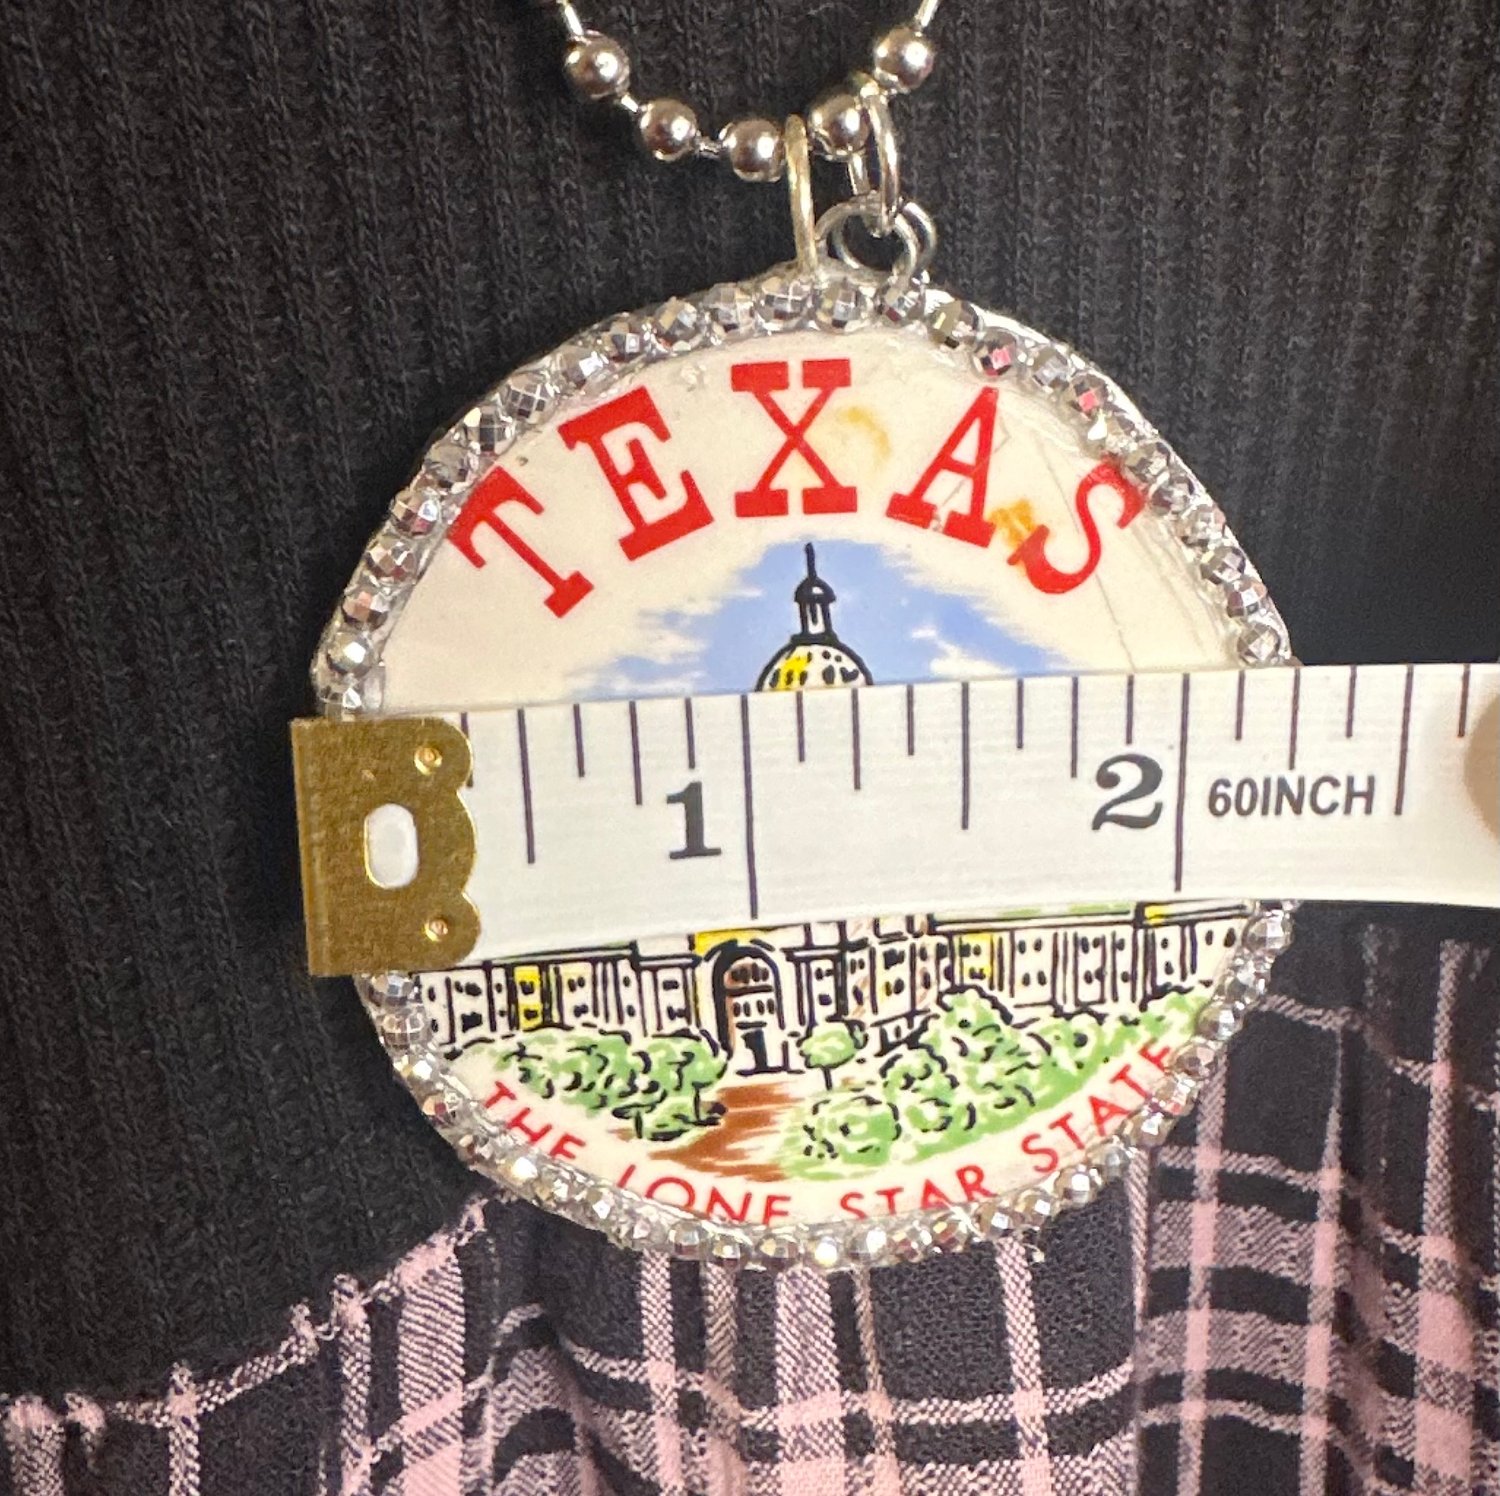 TEXAS
1 2 60INCH
THE LONE STAR STATE